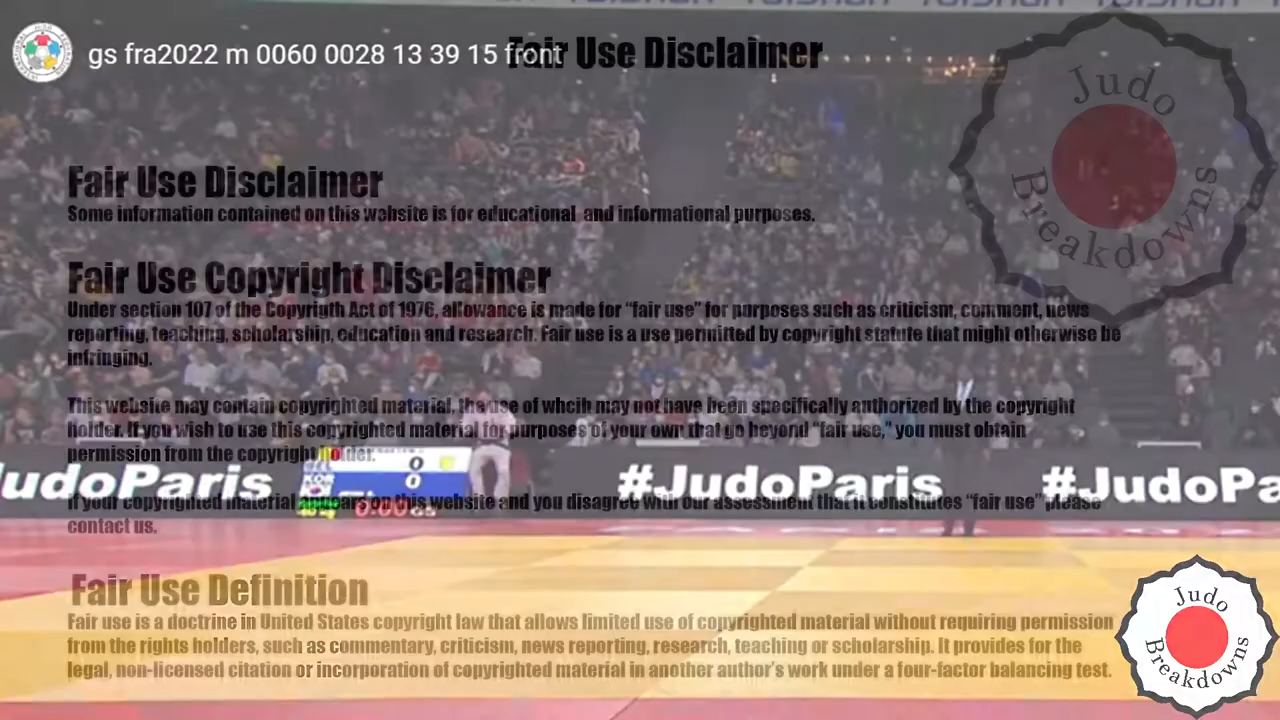 gs fra2022 m 0060 0028 13 39 15 front
Fair Use Disclaimer
Judo
Breakdowns
Fair Use Disclaimer
Some information contained on this website is for educational and informational purposes.
Fair Use Copyright Disclaimer
Under section 107 of the Copyrigth Act of 1976, allowance is made for “fair use” for purposes such as criticism, comment, news
reporting, teaching, scholarship, education and research. Fair use is a use permitted by copyright statute that might otherwise be
infringing.
This website may contain copyrighted material, the use of whcih may not have been specifically authorized by the copyright
holder. If you wish to use this copyrighted material for purposes of your own that go beyond “fair use,” you must obtain
permission from the copyright holder.
0
0
udoParis
#JudoParis
#JudoPa
If your copyrighted material appears on this website and you disagree with our assessment that it constitutes “fair use” please
contact us.
0:00 GS
Fair Use Definition
Fair use is a doctrine in United States copyright law that allows limited use of copyrighted material without requiring permission
from the rights holders, such as commentary, criticism, news reporting, research, teaching or scholarship. It provides for the
legal, non-licensed citation or incorporation of copyrighted material in another author’s work under a four-factor balancing test.
Judo
Breakdowns